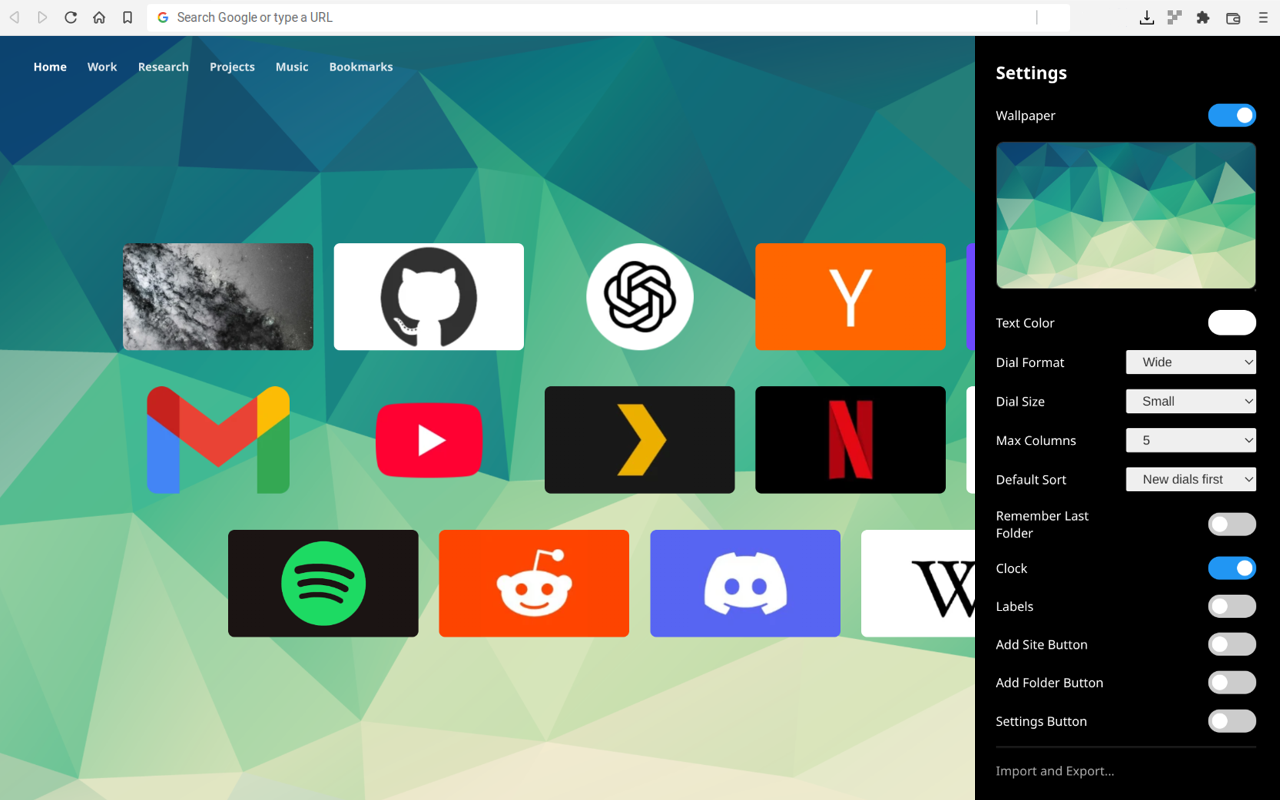 Search Google or type a URL
Home Work Research Projects Music Bookmarks
Settings
Wallpaper
Text Color
Dial Format Wide
Dial Size Small
Max Columns 5
Default Sort New dials first
Remember Last
Folder
Clock
Labels
Add Site Button
Add Folder Button
Settings Button
Import and Export...
Y
N
W